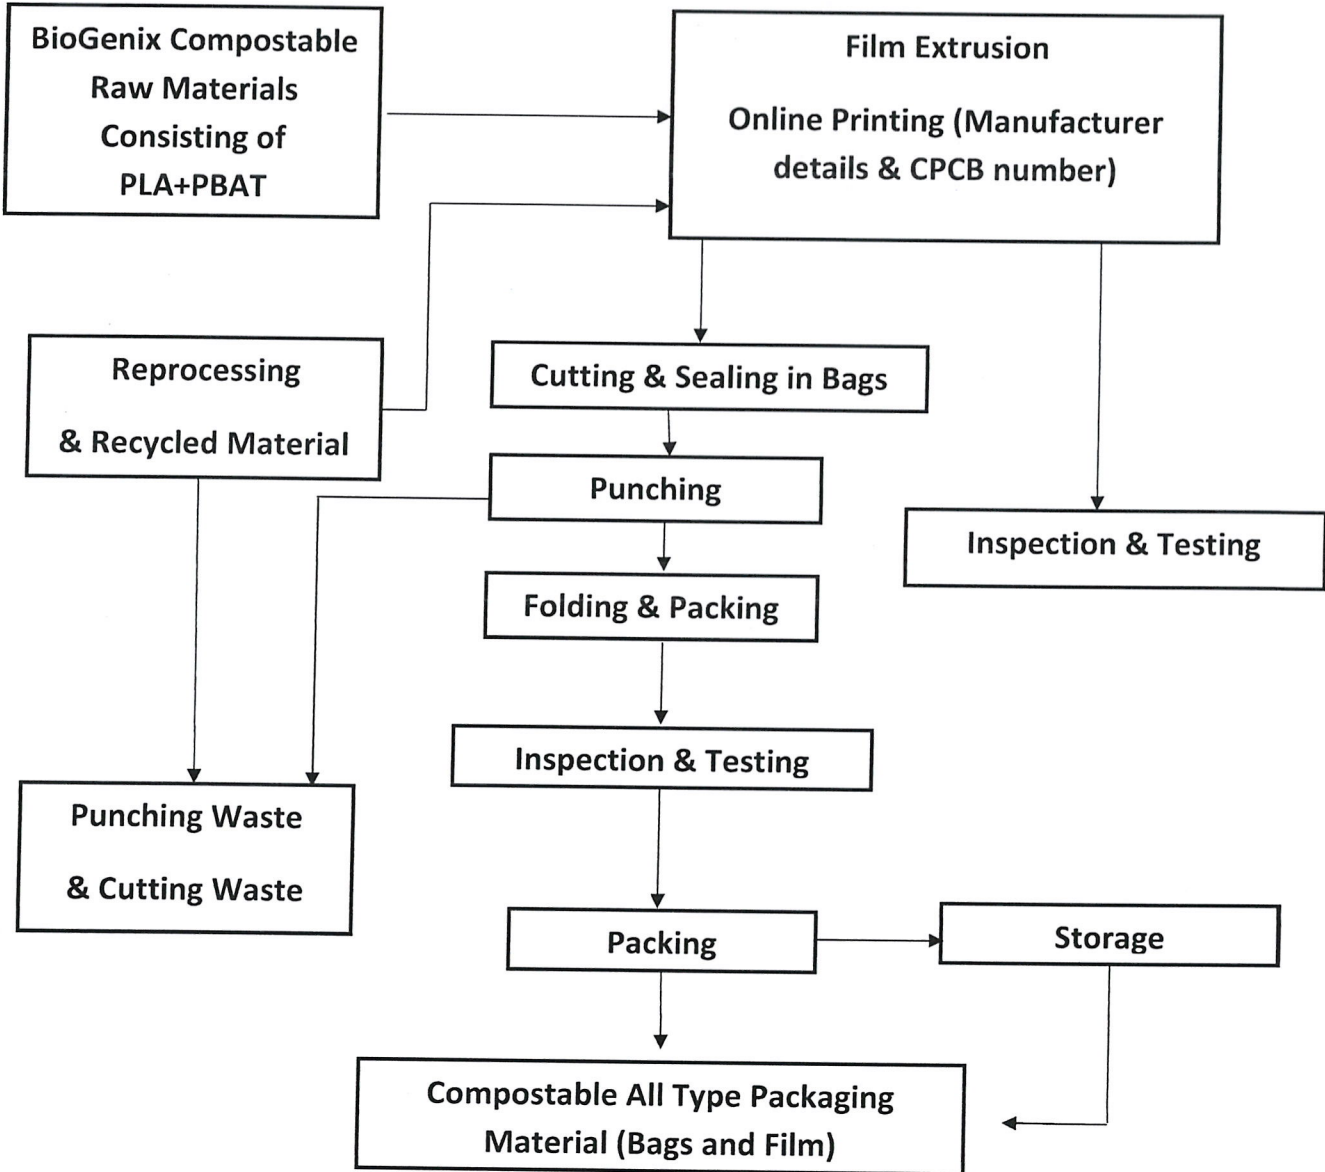 BioGenix Compostable
Raw Materials
Consisting of
PLA+PBAT
Film Extrusion
Online Printing (Manufacturer
details & CPCB number)
Reprocessing
& Recycled Material
Cutting & Sealing in Bags
Punching
Inspection & Testing
Folding & Packing
Inspection & Testing
Punching Waste
& Cutting Waste
Packing
Storage
Compostable All Type Packaging
Material (Bags and Film)